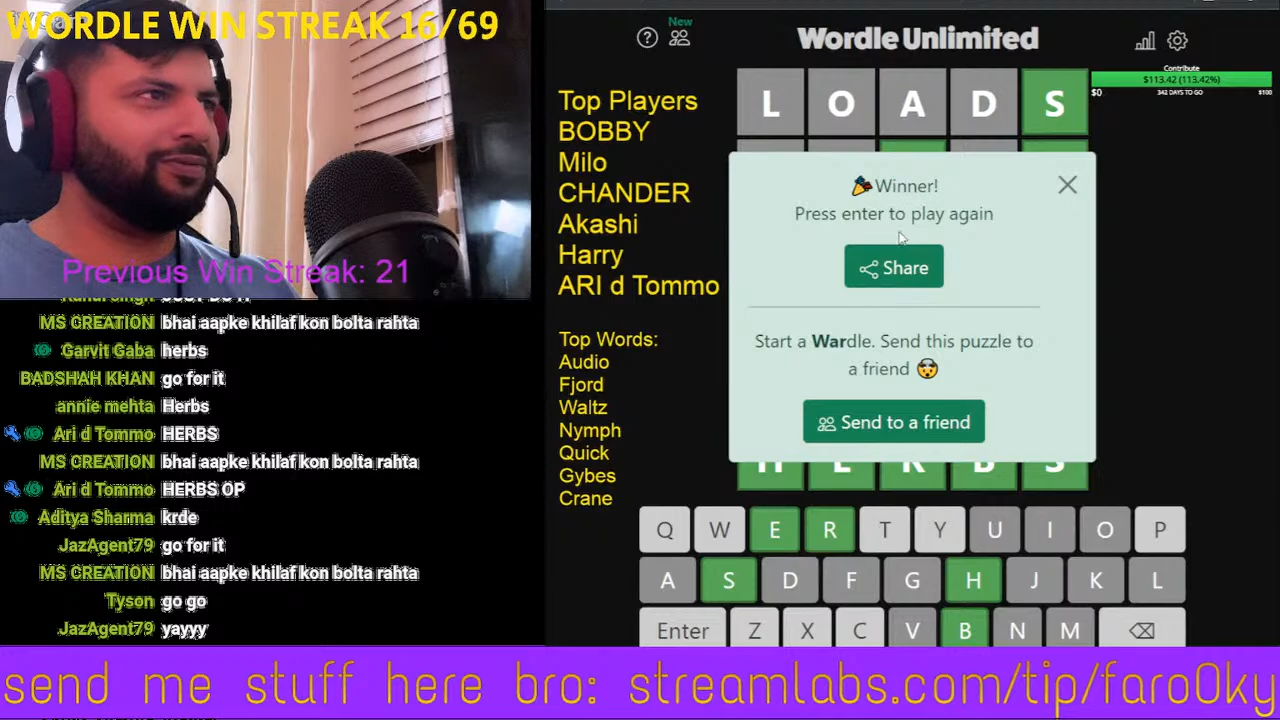 WORDLE WIN STREAK 16/69
Previous Win Streak: 21
MS CREATION bhai aapke khilaf kon bolta rahta
Garvit Gaba herbs
BADSHAH KHAN go for it
annie mehta Herbs
Ari d Tommo HERBS
MS CREATION bhai aapke khilaf kon bolta rahta
Ari d Tommo HERBS OP
Aditya Sharma krde
JazAgent79 go for it
MS CREATION bhai aapke khilaf kon bolta rahta
Tyson go go
JazAgent79 yayyy
Top Players
BOBBY
Milo
CHANDER
Akashi
Harry
ARI d Tommo
Top Words:
Audio
Fjord
Waltz
Nymph
Quick
Gybes
Crane
New
Wordle Unlimited
Contribute
$113.42 (113.42%)
$0 342 DAYS TO GO $100
L O A D S
Winner!
Press enter to play again
Share
Start a Wardle. Send this puzzle to
a friend
Send to a friend
H E R B S
Q W E R T Y U I O P
A S D F G H J K L
Enter Z X C V B N M
send me stuff here bro: streamlabs.com/tip/faro0ky